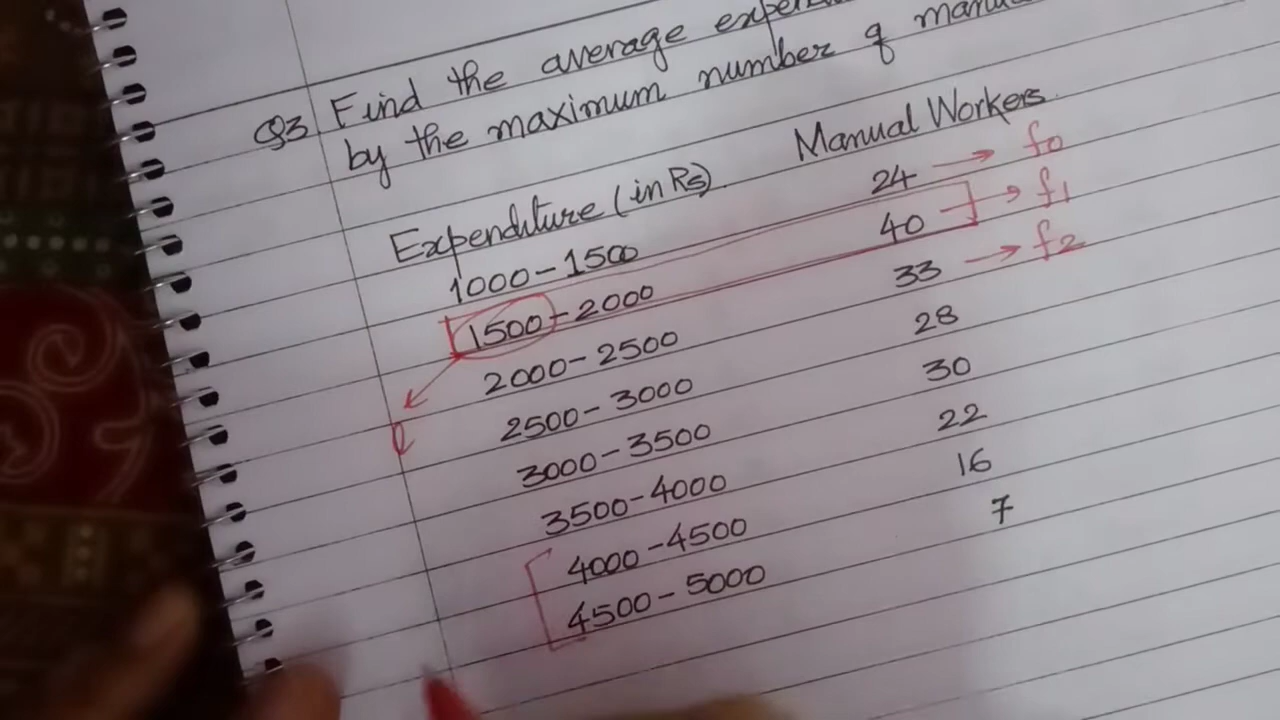 Q3 Find the average
by the maximum number of
Expenditure (in Rs). Manual Workers.
1000-1500 24 → f0
1500-2000 40 → f1
2000-2500 33 → f2
2500-3000 28
3000-3500 30
3500-4000 22
4000-4500 16
4500-5000 7
l